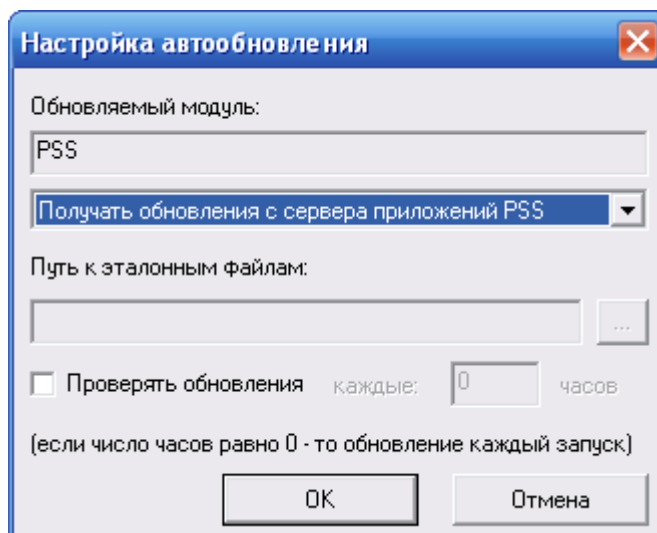 Настройка автообновления
Обновляемый модуль:
PSS
Получать обновления с сервера приложений PSS
Путь к эталонным файлам:
...
Проверять обновления каждые: 0 часов
(если число часов равно 0 - то обновление каждый запуск)
OK Отмена